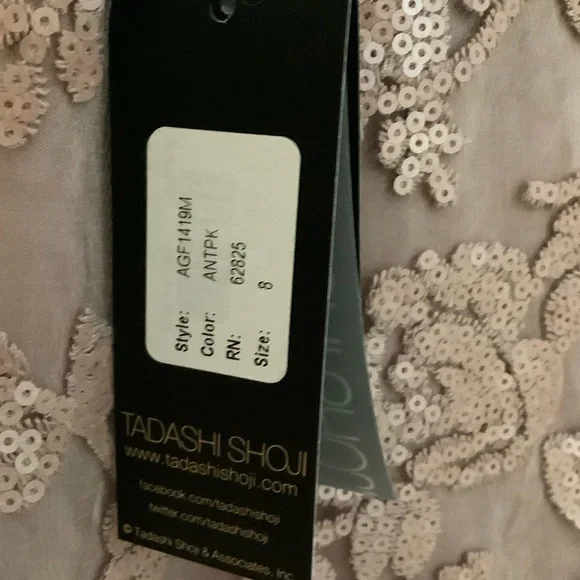 Style: AGF1419M
Color: ANTPK
RN: 62825
Size: 8
TADASHI SHOJI
www.tadashishoji.com
facebook.com/tadashishoji
twitter.com/tadashishoji
© Tadashi Shoji & Associates, Inc